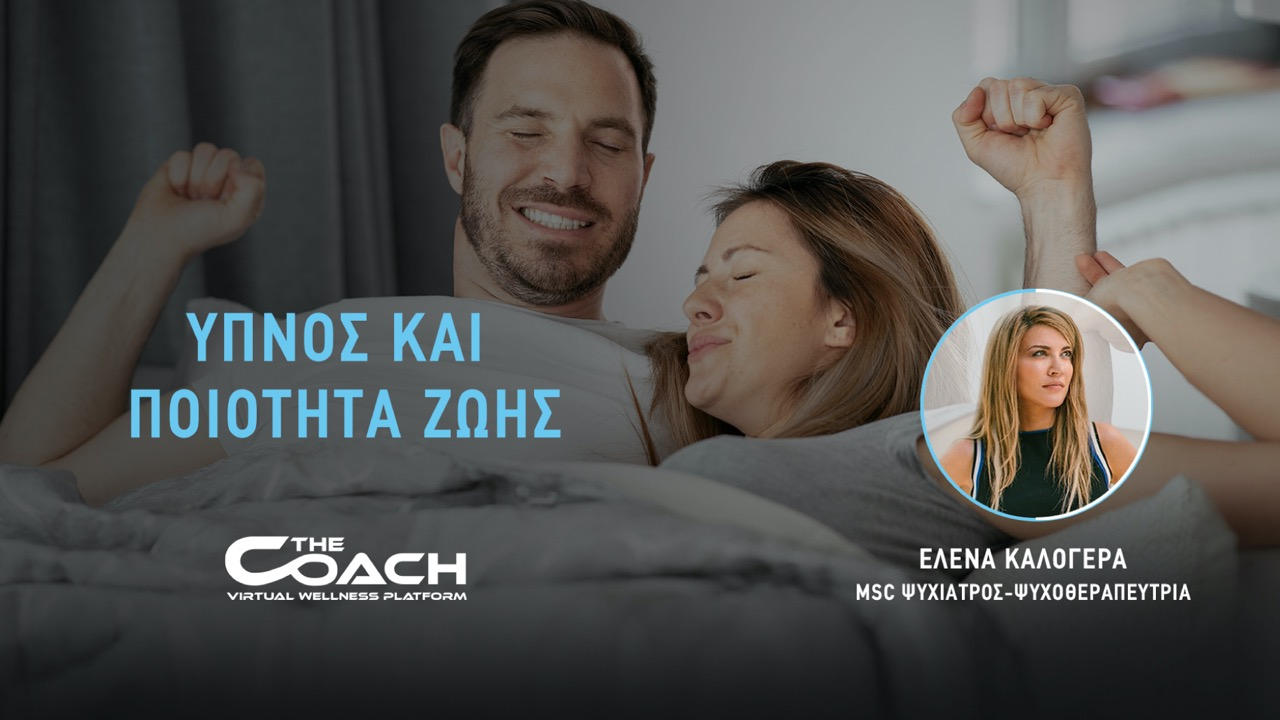 ΥΠΝΟΣ ΚΑΙ
ΠΟΙΟΤΗΤΑ ΖΩΗΣ
THE
COACH
VIRTUAL WELLNESS PLATFORM
ΕΛΕΝΑ ΚΑΛΟΓΕΡΑ
MSC ΨΥΧΙΑΤΡΟΣ-ΨΥΧΟΘΕΡΑΠΕΥΤΡΙΑ